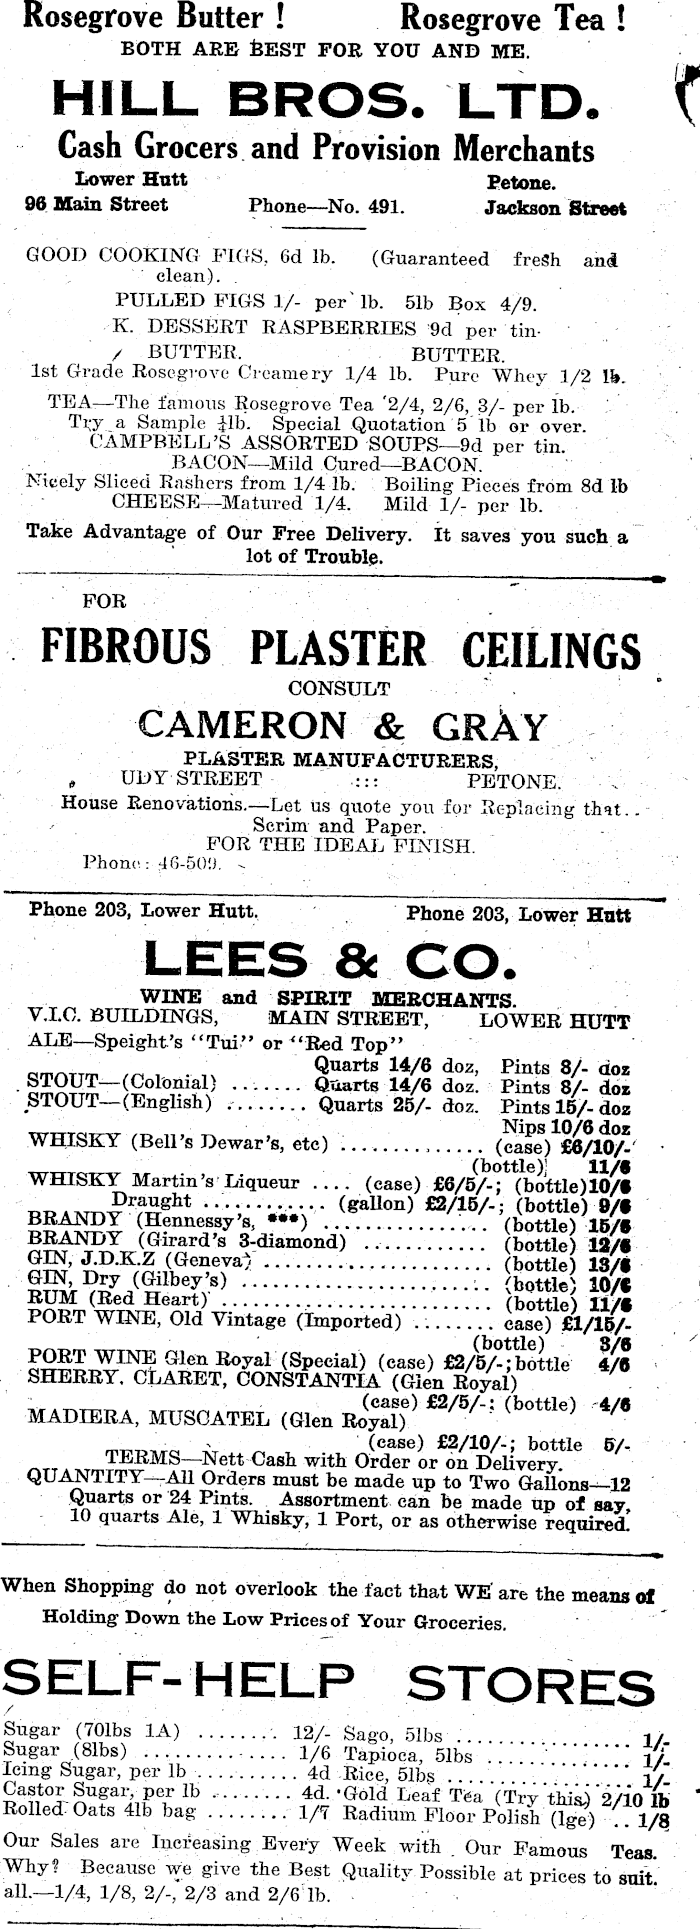 Rosegrove Butter ! Rosegrove Tea !
BOTH ARE BEST FOR YOU AND ME.
HILL BROS. LTD.
Cash Grocers and Provision Merchants
Lower Hutt Petone.
96 Main Street Phone—No. 491. Jackson Street
GOOD COOKING FIGS, 6d lb. (Guaranteed fresh and
clean).
PULLED FIGS 1/- per lb. 5lb Box 4/9.
K. DESSERT RASPBERRIES 9d per tin.
BUTTER. BUTTER.
1st Grade Rosegrove Creamery 1/4 lb. Pure Whey 1/2 lb.
TEA—The famous Rosegrove Tea 2/4, 2/6, 3/- per lb.
Try a Sample ¼lb. Special Quotation 5 lb or over.
CAMPBELL'S ASSORTED SOUPS—9d per tin.
BACON—Mild Cured—BACON.
Nicely Sliced Rashers from 1/4 lb. Boiling Pieces from 8d lb
CHEESE—Matured 1/4. Mild 1/- per lb.
Take Advantage of Our Free Delivery. It saves you such a
lot of Trouble.
FOR
FIBROUS PLASTER CEILINGS
CONSULT
CAMERON & GRAY
PLASTER MANUFACTURERS,
UDY STREET ::: PETONE.
House Renovations.—Let us quote you for Replacing that..
Scrim and Paper.
FOR THE IDEAL FINISH.
Phone: 46-509.
Phone 203, Lower Hutt. Phone 203, Lower Hutt
LEES & CO.
WINE and SPIRIT MERCHANTS.
V.I.C. BUILDINGS, MAIN STREET, LOWER HUTT
ALE—Speight's "Tui" or "Red Top"
Quarts 14/6 doz, Pints 8/- doz
STOUT—(Colonial) ....... Quarts 14/6 doz. Pints 8/- doz
STOUT—(English) ........ Quarts 25/- doz. Pints 15/- doz
Nips 10/6 doz
WHISKY (Bell's Dewar's, etc) .............. (case) £6/10/-
(bottle) 11/6
WHISKY Martin's Liqueur .... (case) £6/5/-; (bottle) 10/6
Draught ............ (gallon) £2/15/-; (bottle) 9/6
BRANDY (Hennessy's, ***) ................ (bottle) 15/6
BRANDY (Girard's 3-diamond) ............ (bottle) 12/6
GIN, J.D.K.Z (Geneva) ...................... (bottle) 13/6
GIN, Dry (Gilbey's) ........................ (bottle) 10/6
RUM (Red Heart) .......................... (bottle) 11/6
PORT WINE, Old Vintage (Imported) ........ case) £1/15/-
(bottle) 3/6
PORT WINE Glen Royal (Special) (case) £2/5/-; bottle 4/6
SHERRY. CLARET, CONSTANTIA (Glen Royal)
(case) £2/5/-; (bottle) 4/6
MADIERA, MUSCATEL (Glen Royal)
(case) £2/10/-; bottle 5/-
TERMS—Nett Cash with Order or on Delivery.
QUANTITY—All Orders must be made up to Two Gallons—12
Quarts or 24 Pints. Assortment can be made up of say,
10 quarts Ale, 1 Whisky, 1 Port, or as otherwise required.
When Shopping do not overlook the fact that WE are the means of
Holding Down the Low Prices of Your Groceries.
SELF-HELP STORES
Sugar (70lbs 1A) ........ 12/- Sago, 5lbs .................. 1/-
Sugar (8lbs) .............. 1/6 Tapioca, 5lbs ............... 1/-
Icing Sugar, per lb .......... 4d Rice, 5lbs .................. 1/-
Castor Sugar, per lb ........ 4d. Gold Leaf Tea (Try this) 2/10 lb
Rolled Oats 4lb bag ........ 1/7 Radium Floor Polish (lge) .. 1/8
Our Sales are Increasing Every Week with Our Famous Teas.
Why? Because we give the Best Quality Possible at prices to suit.
all.—1/4, 1/8, 2/-, 2/3 and 2/6 lb.